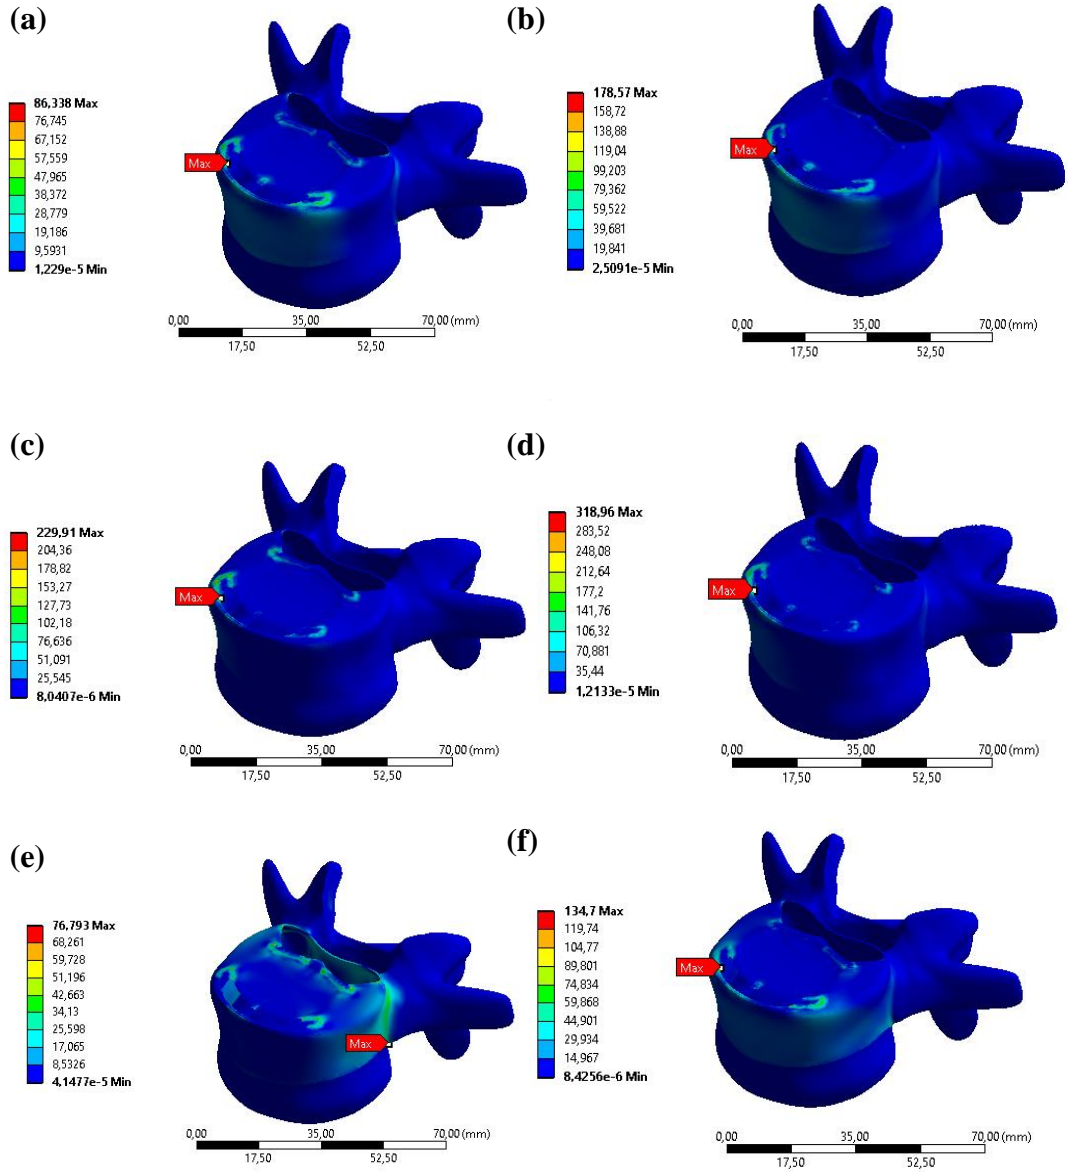 (a)
86,338 Max
76,745
67,152
57,559
47,965
38,372
28,779
19,186
9,5931
1,229e-5 Min
Max
0,00 35,00 70,00 (mm)
17,50 52,50
(b)
178,57 Max
158,72
138,88
119,04
99,203
79,362
59,522
39,681
19,841
2,5091e-5 Min
Max
0,00 35,00 70,00 (mm)
17,50 52,50
(c)
229,91 Max
204,36
178,82
153,27
127,73
102,18
76,636
51,091
25,545
8,0407e-6 Min
Max
0,00 35,00 70,00 (mm)
17,50 52,50
(d)
318,96 Max
283,52
248,08
212,64
177,2
141,76
106,32
70,881
35,44
1,2133e-5 Min
Max
0,00 35,00 70,00 (mm)
17,50 52,50
(e)
76,793 Max
68,261
59,728
51,196
42,663
34,13
25,598
17,065
8,5326
4,1477e-5 Min
Max
0,00 35,00 70,00 (mm)
17,50 52,50
(f)
134,7 Max
119,74
104,77
89,801
74,834
59,868
44,901
29,934
14,967
8,4256e-6 Min
Max
0,00 35,00 70,00 (mm)
17,50 52,50